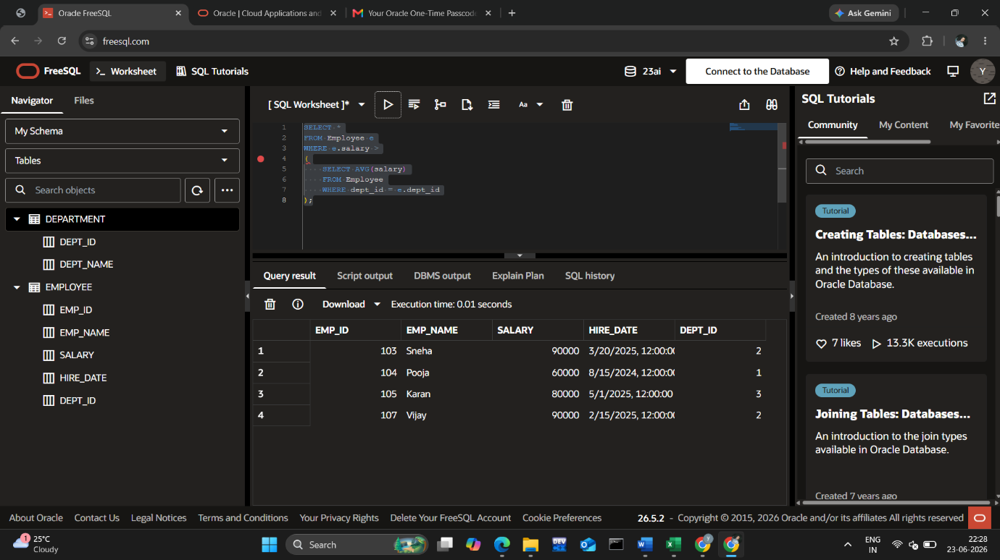 Oracle FreeSQL
Oracle | Cloud Applications and
Your Oracle One-Time Passcod
Ask Gemini
freesql.com
FreeSQL
>_ Worksheet
SQL Tutorials
23ai
Connect to the Database
Help and Feedback
Y
Navigator
Files
My Schema
Tables
Search objects
DEPARTMENT
DEPT_ID
DEPT_NAME
EMPLOYEE
EMP_ID
EMP_NAME
SALARY
HIRE_DATE
DEPT_ID
[ SQL Worksheet ]*
Aa
1 SELECT *
2 FROM Employee e
3 WHERE e.salary >
4 (
5 SELECT AVG(salary)
6 FROM Employee
7 WHERE dept_id = e.dept_id
8 );
Query result
Script output
DBMS output
Explain Plan
SQL history
Download
Execution time: 0.01 seconds
EMP_ID EMP_NAME SALARY HIRE_DATE DEPT_ID
1 103 Sneha 90000 3/20/2025, 12:00:00 2
2 104 Pooja 60000 8/15/2024, 12:00:00 1
3 105 Karan 80000 5/1/2025, 12:00:00 3
4 107 Vijay 90000 2/15/2025, 12:00:00 2
SQL Tutorials
Community
My Content
My Favorite
Search
Tutorial
Creating Tables: Databases...
An introduction to creating tables
and the types of these available in
Oracle Database.
Created 8 years ago
7 likes
13.3K executions
Tutorial
Joining Tables: Databases...
An introduction to the join types
available in Oracle Database.
Created 7 years ago
About Oracle
Contact Us
Legal Notices
Terms and Conditions
Your Privacy Rights
Delete Your FreeSQL Account
Cookie Preferences
26.5.2 - Copyright © 2015, 2026 Oracle and/or its affiliates All rights reserved
1
25°C
Cloudy
Search
DEV
ENG
IN
22:28
23-06-2026